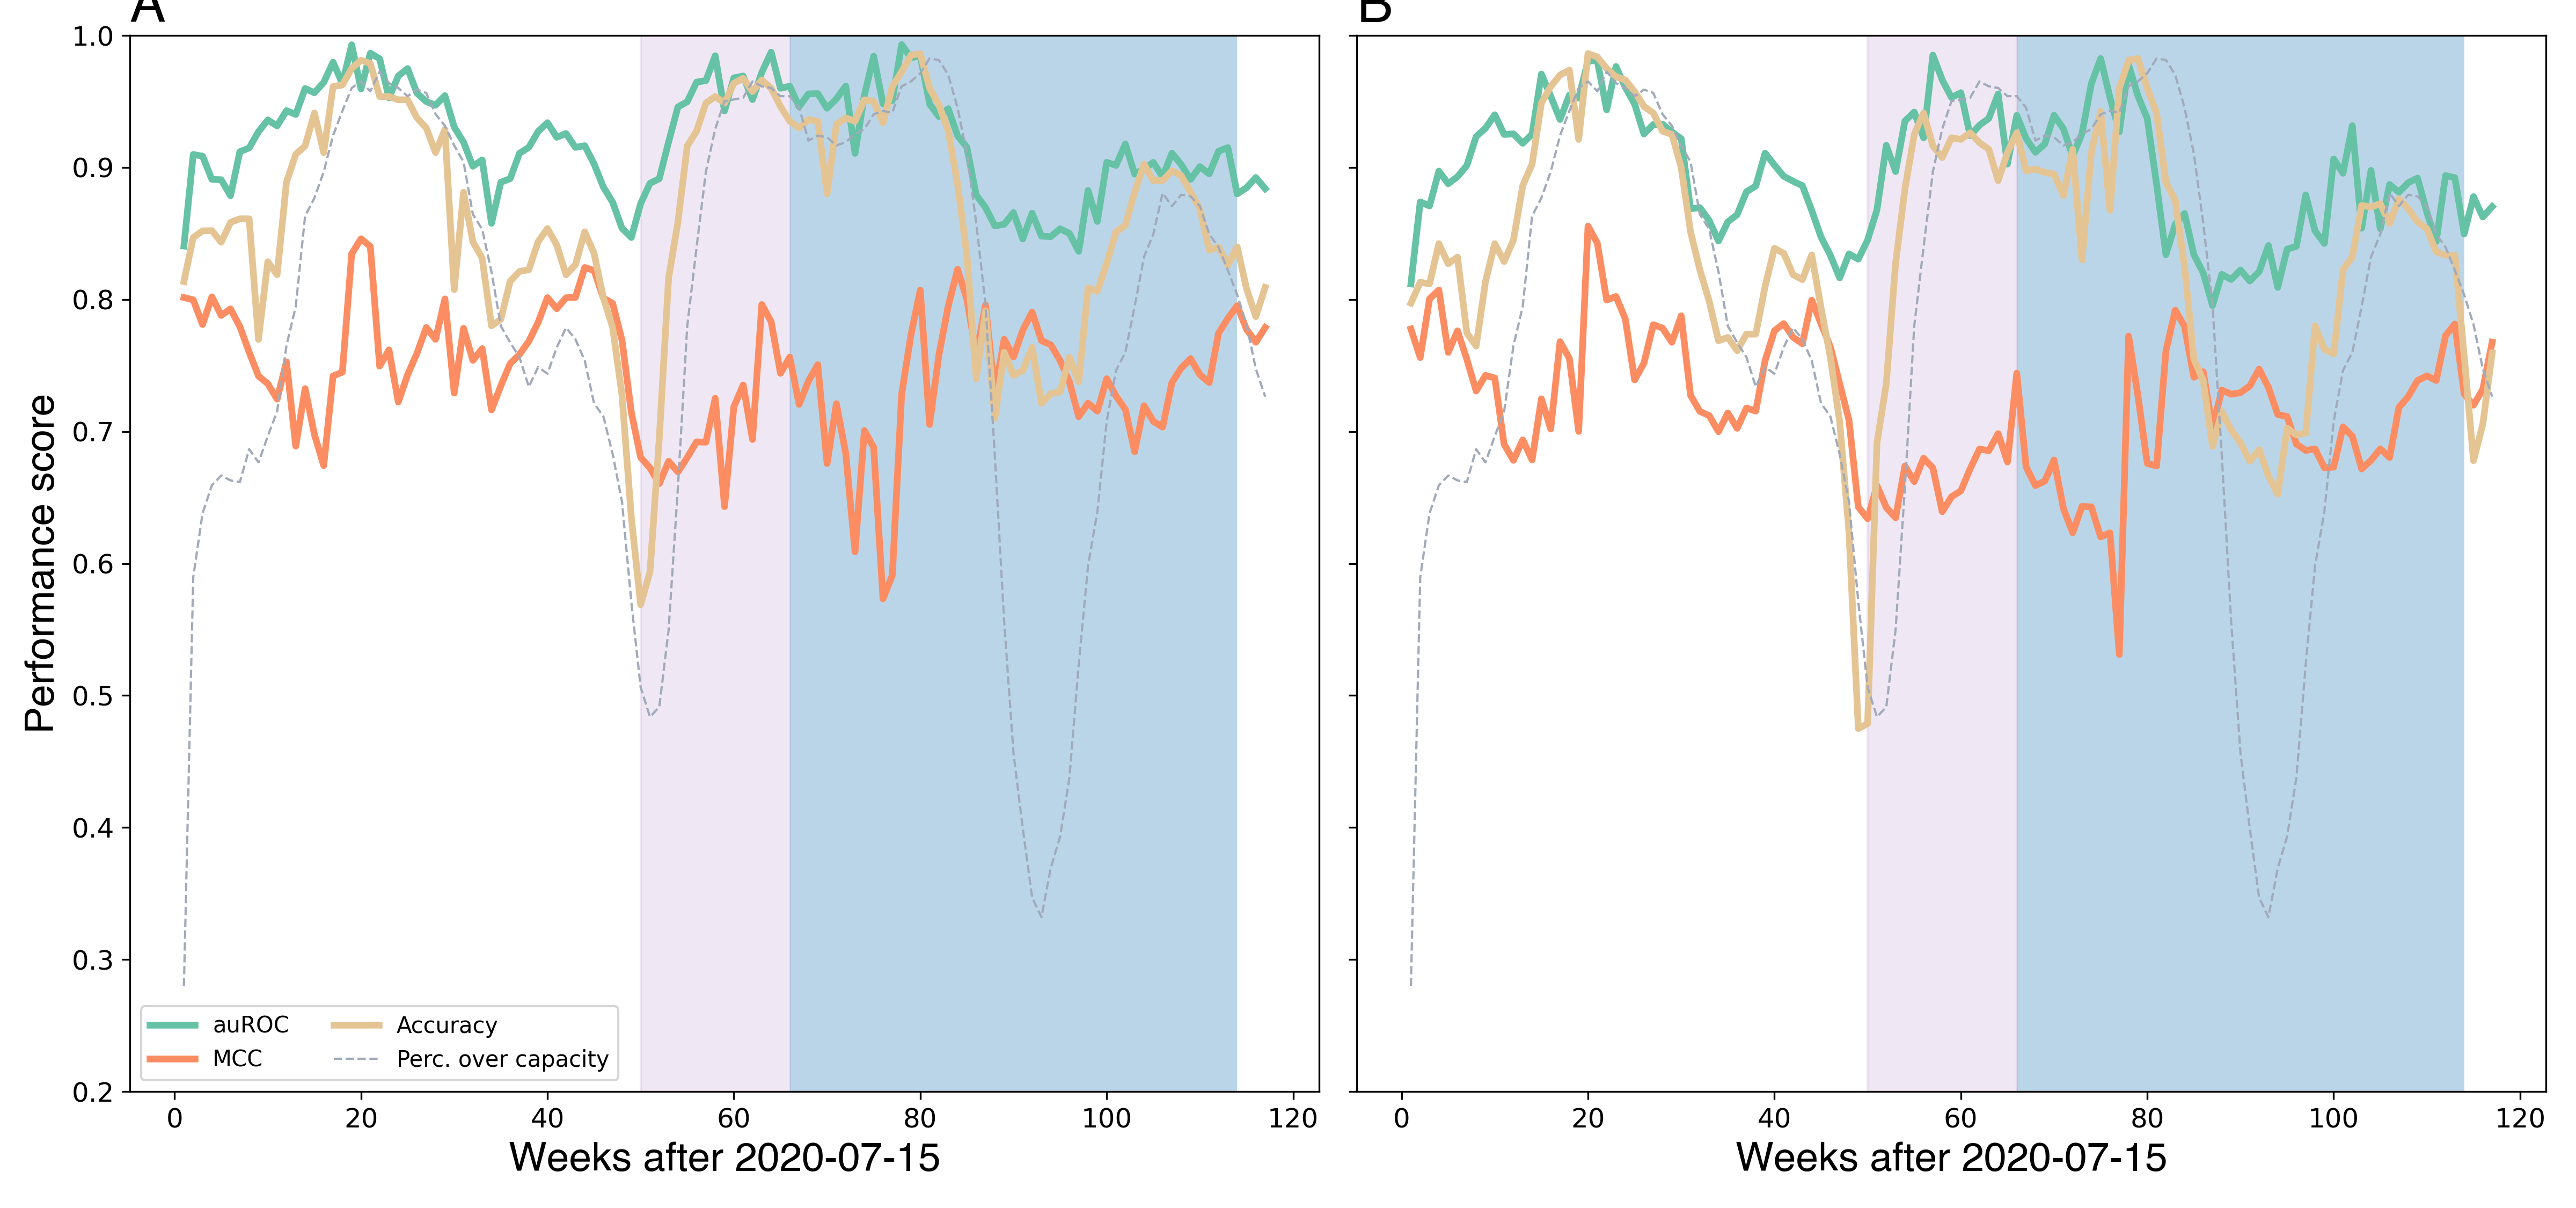 A
B
Performance score
1.0
0.9
0.8
0.7
0.6
0.5
0.4
0.3
0.2
auROC
Accuracy
MCC
Perc. over capacity
0 20 40 60 80 100 120
0 20 40 60 80 100 120
Weeks after 2020-07-15
Weeks after 2020-07-15